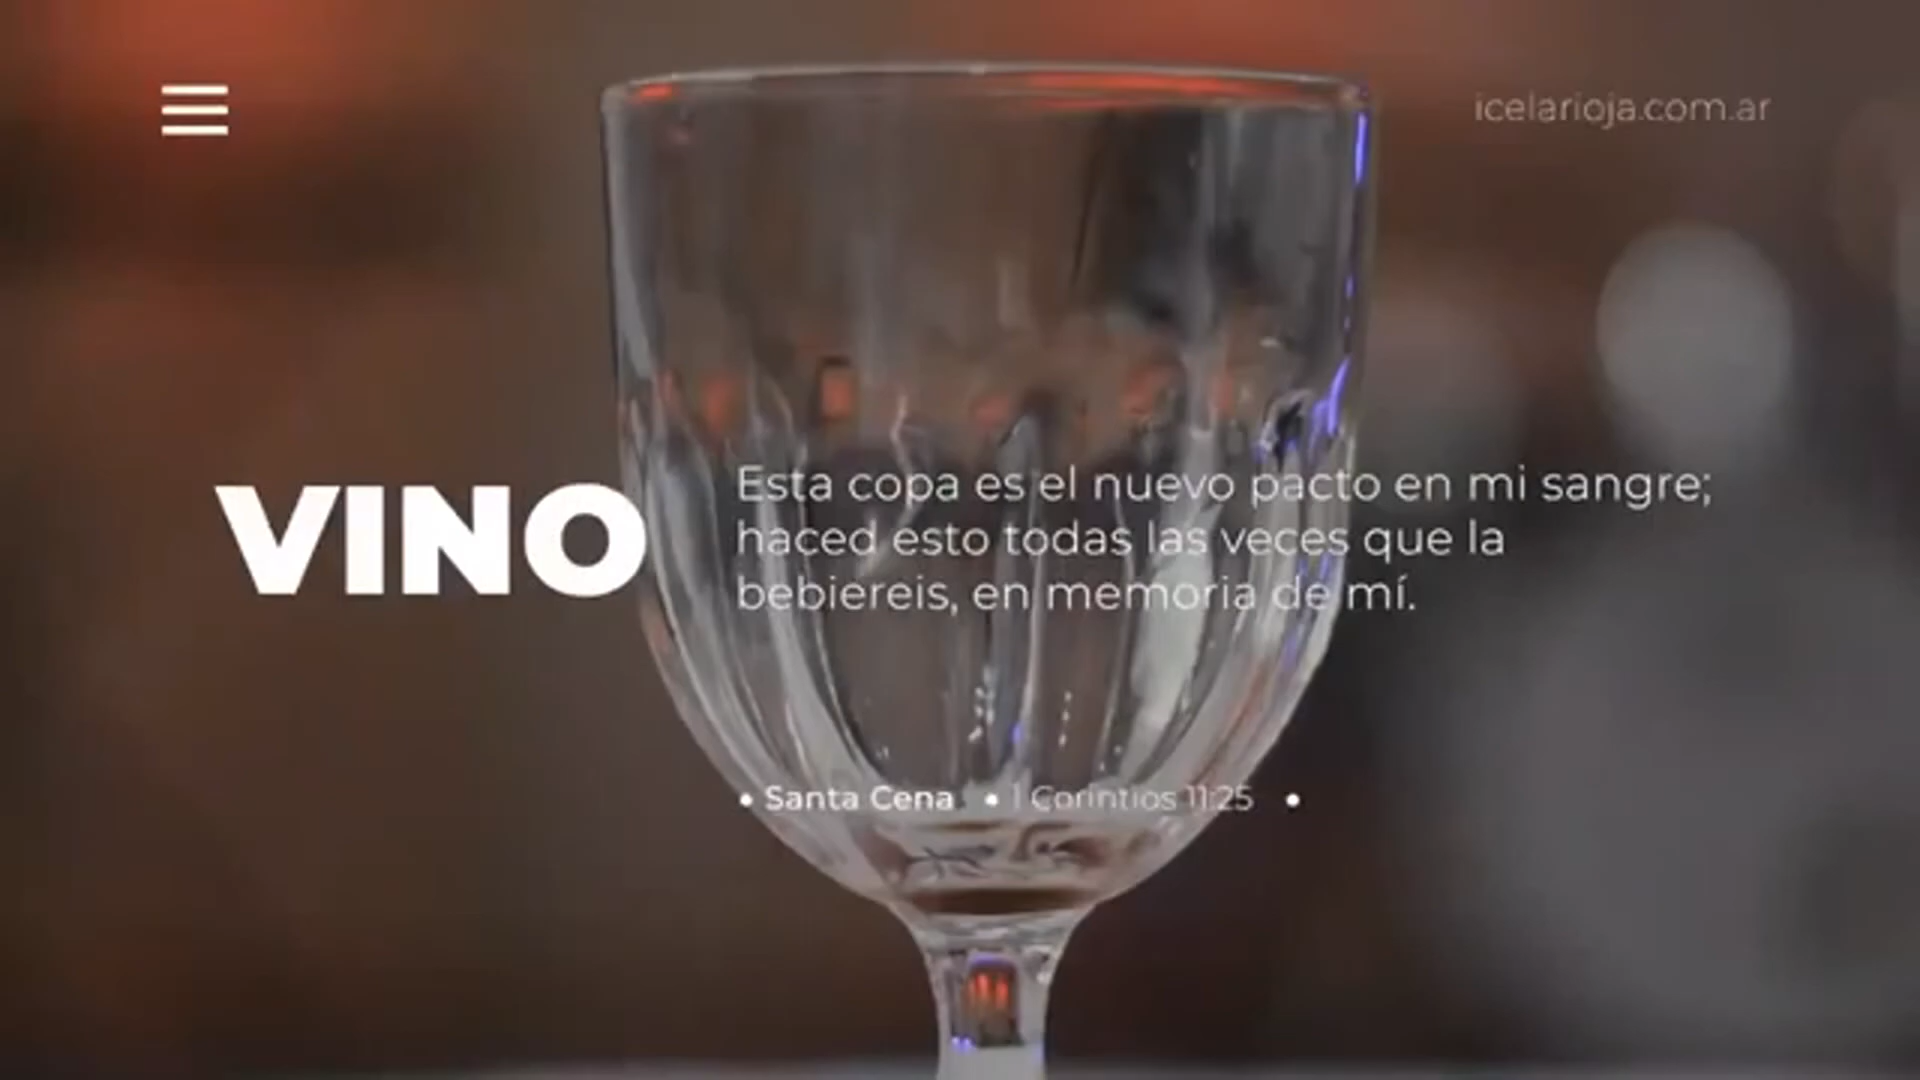 icelarioja.com.ar
VINO
Esta copa es el nuevo pacto en mi sangre;
haced esto todas las veces que la
bebiereis, en memoria de mí.
• Santa Cena • I Corintios 11:25 •